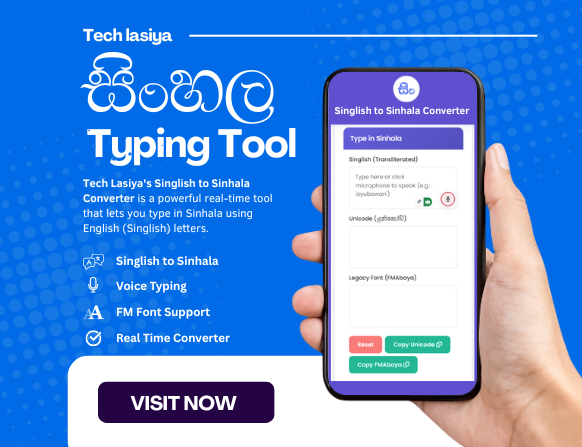 Tech lasiya
සිංහල
Typing Tool
Tech Lasiya's Singlish to Sinhala
Converter is a powerful real-time tool
that lets you type in Sinhala using
English (Singlish) letters.
Singlish to Sinhala
Voice Typing
FM Font Support
Real Time Converter
VISIT NOW
සිං
Singlish to Sinhala Converter
Type in Sinhala
Singlish (Transliterated)
Type here or click
microphone to speak (e.g.:
'ayubowan')
Unicode (යුනිකෝඩ්)
Legacy Font (FMAbaya)
Reset
Copy Unicode
Copy FMAbaya